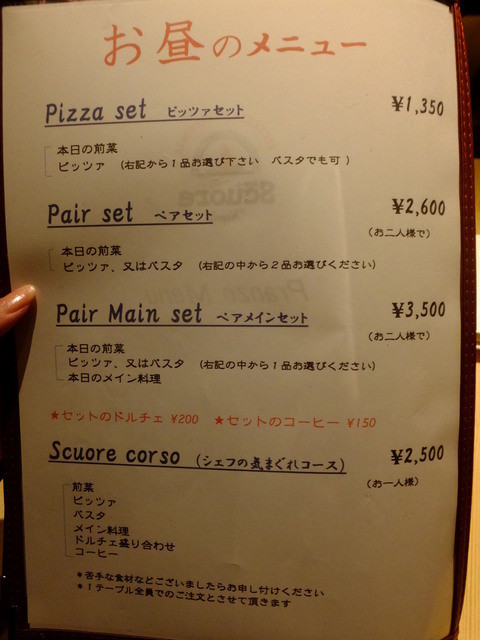 お昼のメニュー
Pizza set ピッツァセット ¥1,350
本日の前菜
ピッツァ (右記から1品お選び下さい パスタでも可)
Pair set ペアセット ¥2,600
(お二人様で)
本日の前菜
ピッツァ、又はパスタ (右記の中から2品お選びください)
Pair Main set ペアメインセット ¥3,500
(お二人様で)
本日の前菜
ピッツァ、又はパスタ (右記の中から1品お選びください)
本日のメイン料理
★セットのドルチェ ¥200 ★セットのコーヒー ¥150
Scuore corso (シェフの気まぐれコース) ¥2,500
(お一人様)
前菜
ピッツァ
パスタ
メイン料理
ドルチェ盛り合わせ
コーヒー
*苦手な食材などございましたらお申し付けください
*1テーブル全員でのご注文とさせて頂きます